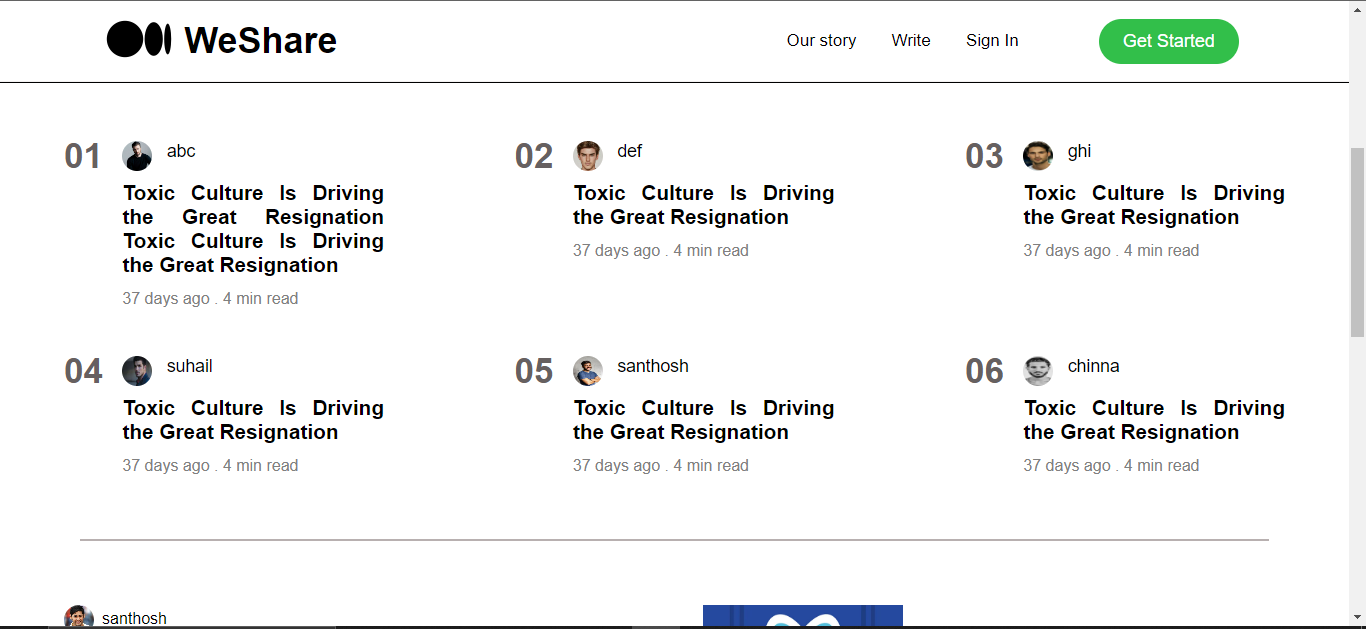 WeShare
Our story
Write
Sign In
Get Started
01
abc
Toxic Culture Is Driving
the Great Resignation
Toxic Culture Is Driving
the Great Resignation
37 days ago . 4 min read
02
def
Toxic Culture Is Driving
the Great Resignation
37 days ago . 4 min read
03
ghi
Toxic Culture Is Driving
the Great Resignation
37 days ago . 4 min read
04
suhail
Toxic Culture Is Driving
the Great Resignation
37 days ago . 4 min read
05
santhosh
Toxic Culture Is Driving
the Great Resignation
37 days ago . 4 min read
06
chinna
Toxic Culture Is Driving
the Great Resignation
37 days ago . 4 min read
santhosh